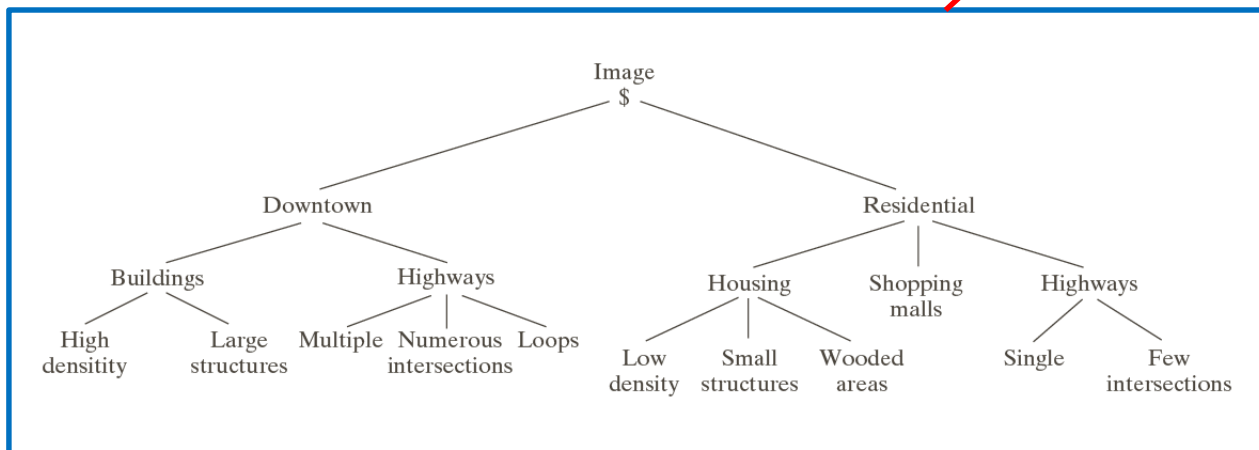 Image
$
Downtown
Residential
Buildings
Highways
Housing
Shopping
malls
Highways
High
densitity
Large
structures
Multiple
Numerous
intersections
Loops
Low
density
Small
structures
Wooded
areas
Single
Few
intersections